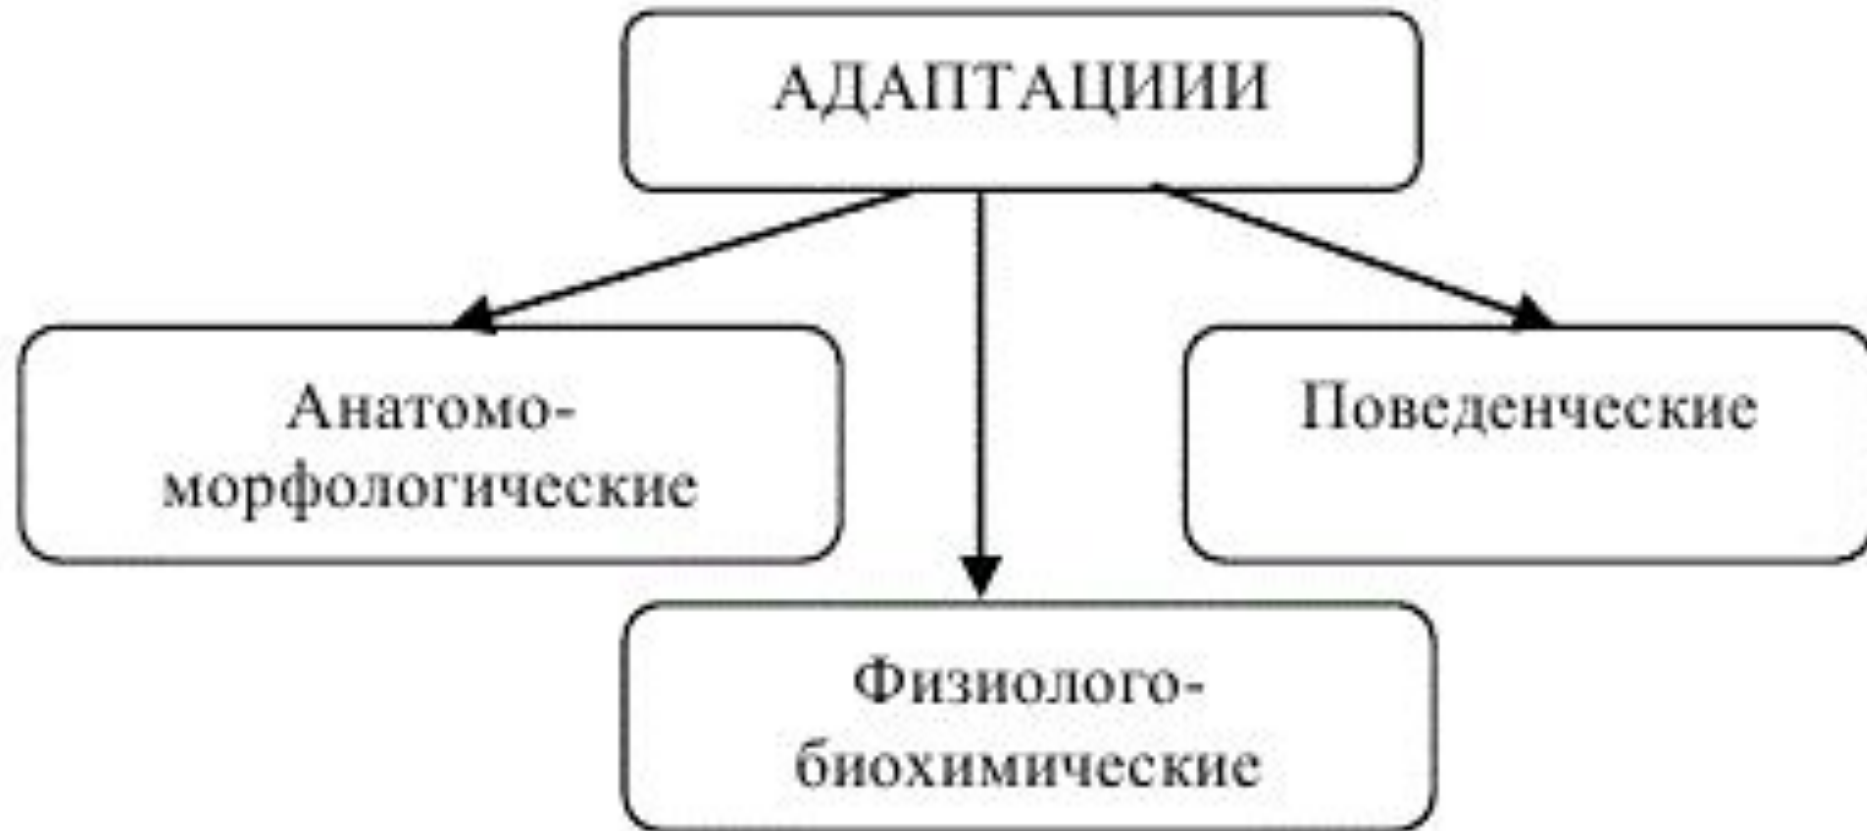 АДАПТАЦИИИ
Анатомо-
морфологические
Поведенческие
Физиолого-
биохимические